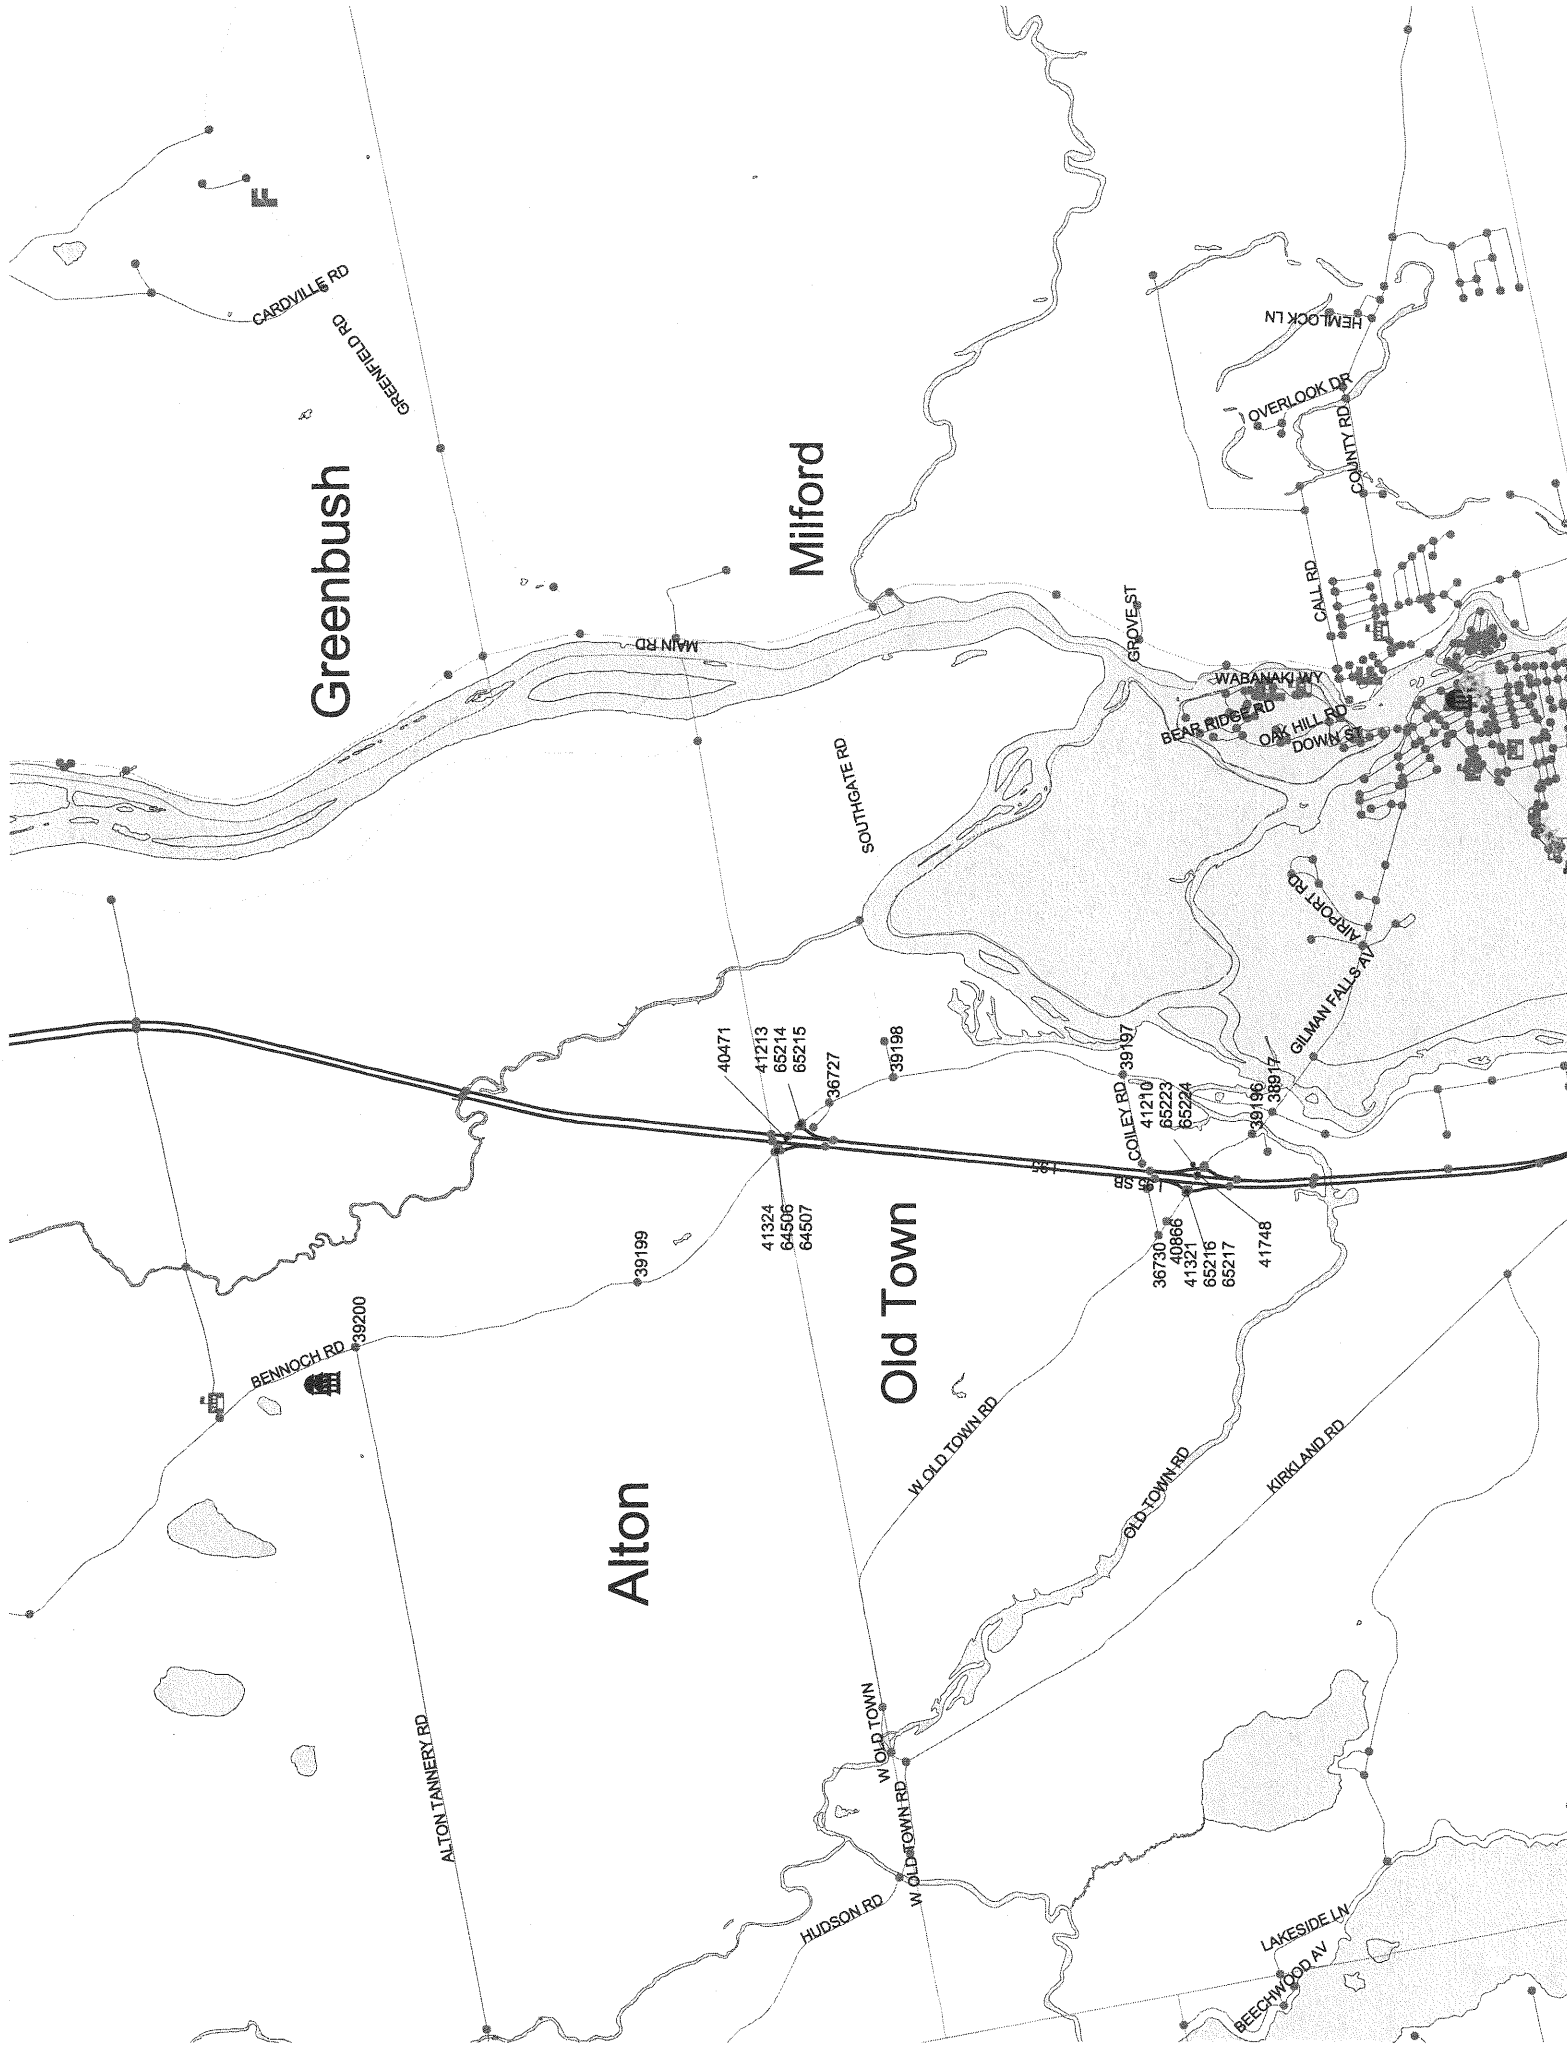 CARDVILLE RD
GREENFIELD RD
F
Greenbush
MAIN RD
Milford
GROVE ST
HEMLOCK LN
OVERLOOK DR
COUNTY RD
CALL RD
WABANAKI WY
BEAR RIDGE RD
OAK HILL RD
DOWN ST
SOUTHGATE RD
AIRPORT RD
GILMAN FALLS AV
40471
41213
65214
65215
36727
39198
39197
COILEY RD
41210
65223
65224
39196
38917
I-95
I-95 SB
41324
64506
64507
39199
39200
BENNOCH RD
Old Town
36730
40866
41321
65216
65217
41748
Alton
W OLD TOWN RD
OLD TOWN RD
KIRKLAND RD
ALTON TANNERY RD
W OLD TOWN
W OLD TOWN RD
HUDSON RD
LAKESIDE LN
BEECHWOOD AV